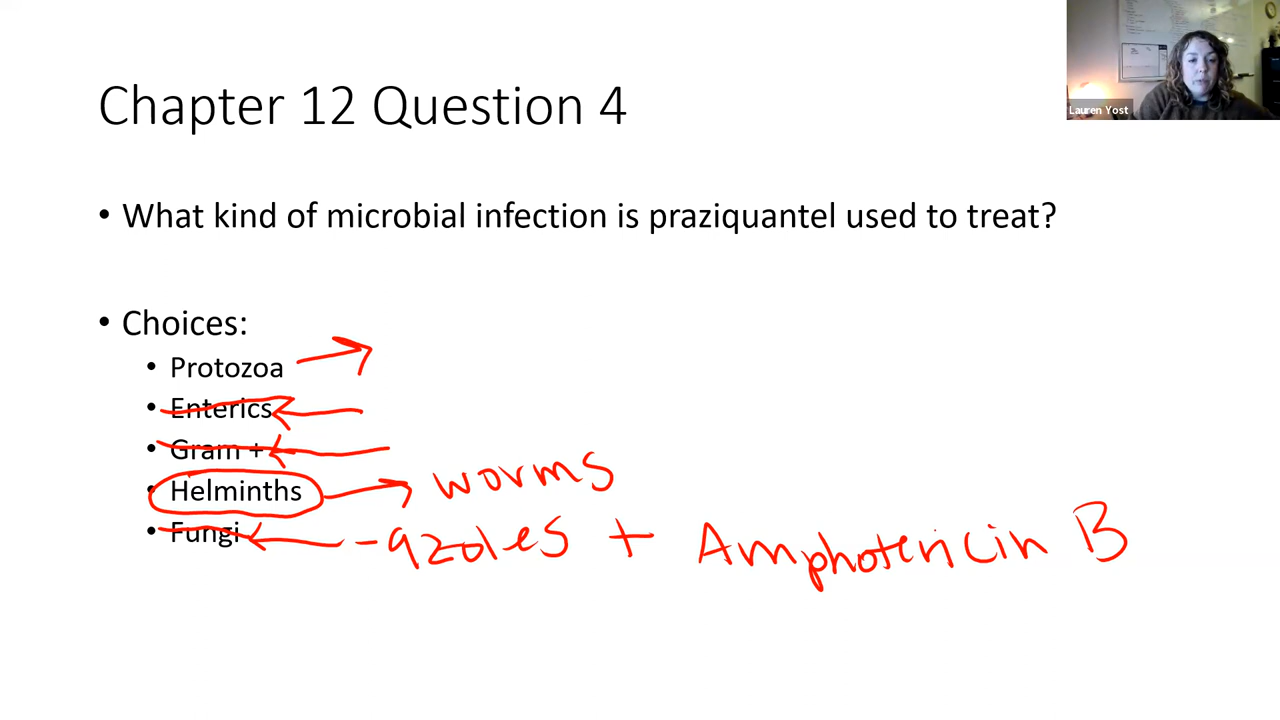 Lauren Yost
Chapter 12 Question 4
• What kind of microbial infection is praziquantel used to treat?
• Choices:
• Protozoa
• Enterics
• Gram +
• Helminths → worms
• Fungi ← -azoles + Amphotericin B